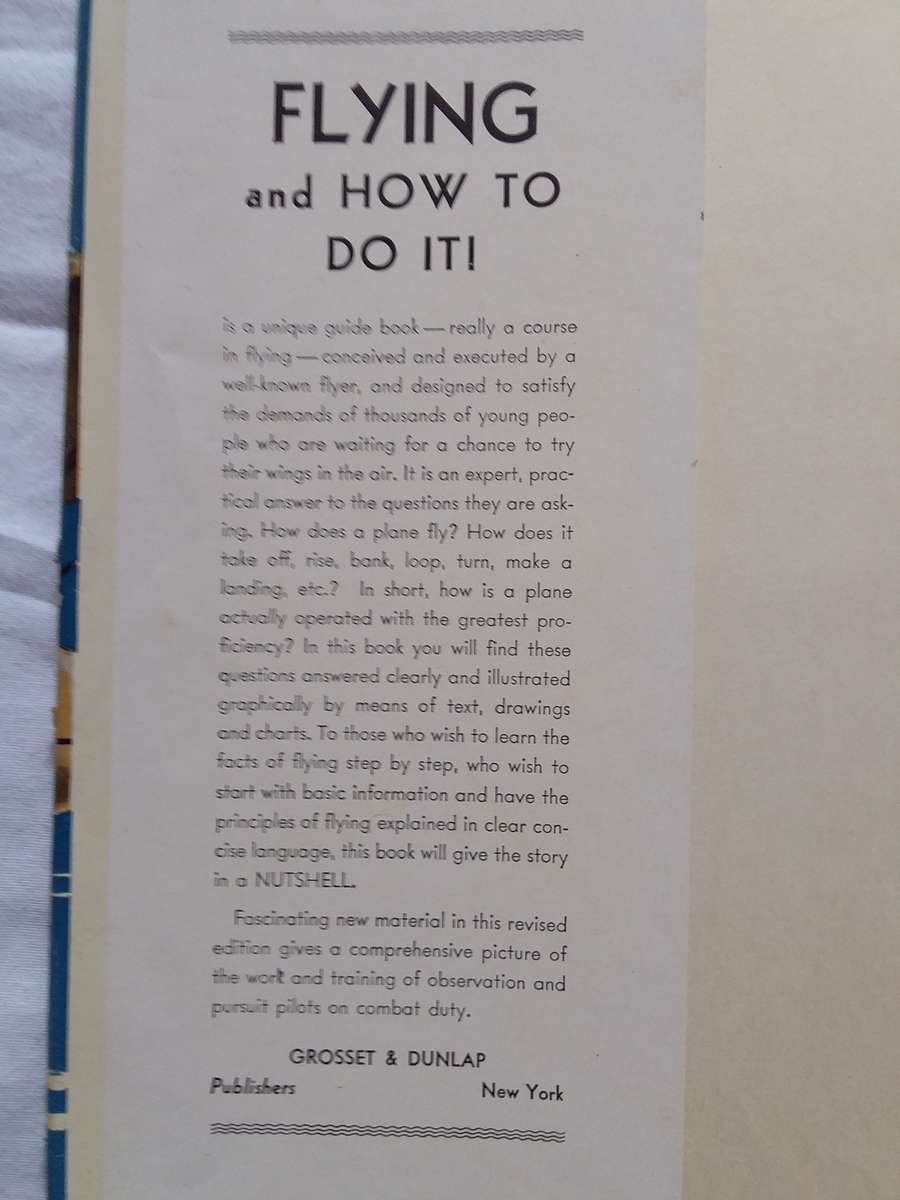 FLYING
and HOW TO
DO IT!
is a unique guide book — really a course
in flying — conceived and executed by a
well-known flyer, and designed to satisfy
the demands of thousands of young peo-
ple who are waiting for a chance to try
their wings in the air. It is an expert, prac-
tical answer to the questions they are ask-
ing. How does a plane fly? How does it
take off, rise, bank, loop, turn, make a
landing, etc.? In short, how is a plane
actually operated with the greatest pro-
ficiency? In this book you will find these
questions answered clearly and illustrated
graphically by means of text, drawings
and charts. To those who wish to learn the
facts of flying step by step, who wish to
start with basic information and have the
principles of flying explained in clear con-
cise language, this book will give the story
in a NUTSHELL.
Fascinating new material in this revised
edition gives a comprehensive picture of
the work and training of observation and
pursuit pilots on combat duty.
GROSSET & DUNLAP
Publishers New York